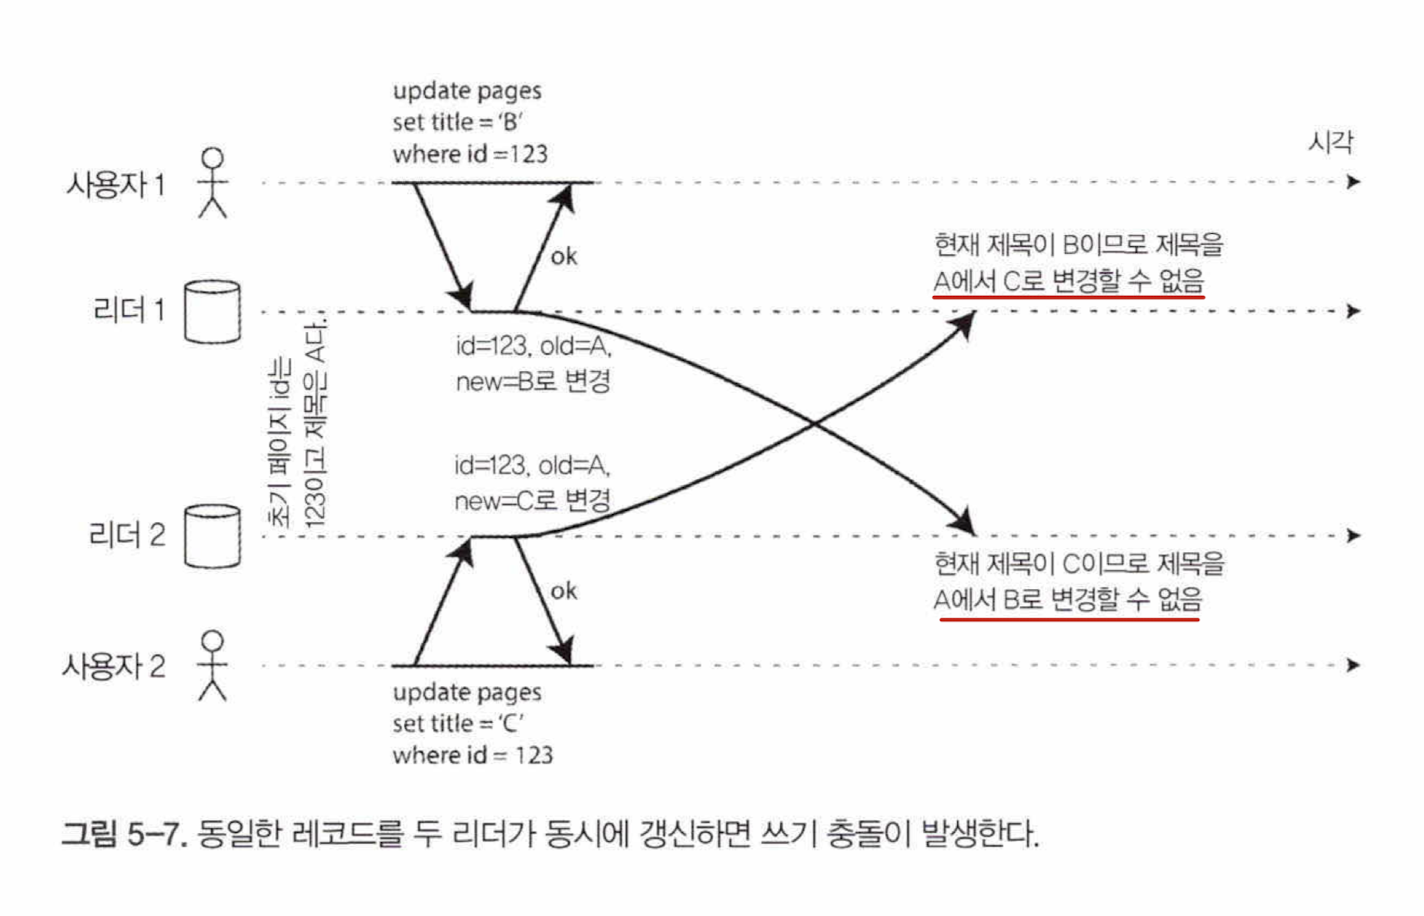 update pages
set title = ‘B’
where id =123
시각
사용자 1
현재 제목이 B이므로 제목을
A에서 C로 변경할 수 없음
ok
리더 1
id=123, old=A,
new=B로 변경
초기 페이지 id는
123이고 제목은 A다.
id=123, old=A,
new=C로 변경
리더 2
현재 제목이 C이므로 제목을
A에서 B로 변경할 수 없음
ok
사용자 2
update pages
set title = ‘C’
where id = 123
그림 5-7. 동일한 레코드를 두 리더가 동시에 갱신하면 쓰기 충돌이 발생한다.